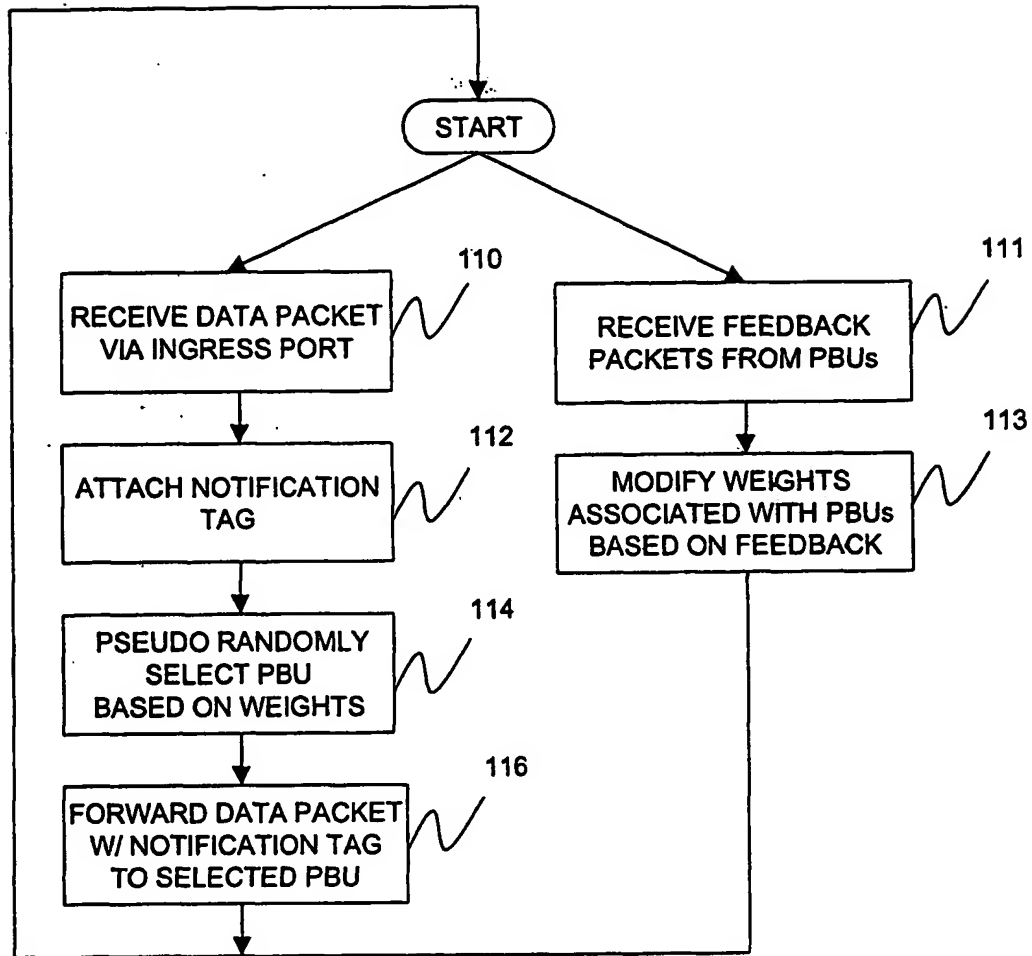 START
110
RECEIVE DATA PACKET
VIA INGRESS PORT
111
RECEIVE FEEDBACK
PACKETS FROM PBUs
112
ATTACH NOTIFICATION
TAG
113
MODIFY WEIGHTS
ASSOCIATED WITH PBUs
BASED ON FEEDBACK
114
PSEUDO RANDOMLY
SELECT PBU
BASED ON WEIGHTS
116
FORWARD DATA PACKET
W/ NOTIFICATION TAG
TO SELECTED PBU